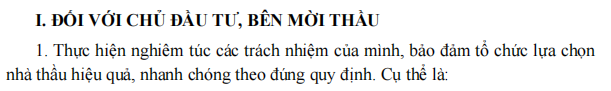 I. ĐỐI VỚI CHỦ ĐẦU TƯ, BÊN MỜI THẦU
1. Thực hiện nghiêm túc các trách nhiệm của mình, bảo đảm tổ chức lựa chọn
nhà thầu hiệu quả, nhanh chóng theo đúng quy định. Cụ thể là: